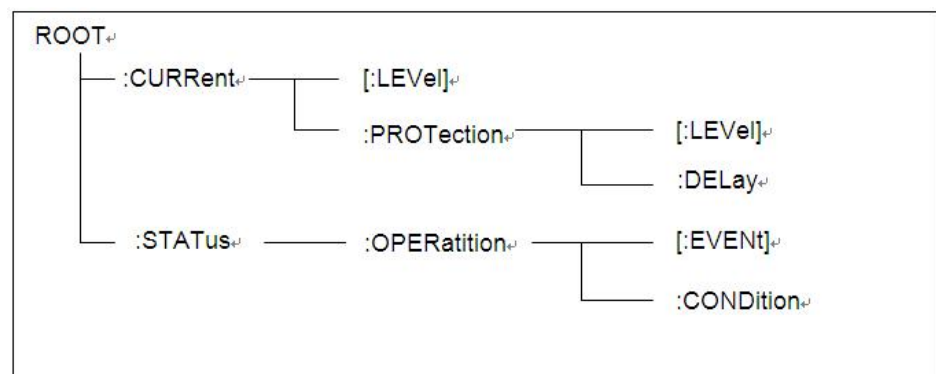 ROOT↵
:CURRent↵ [:LEVel]
:PROTection↵ [:LEVel]↵
:DELay↵
:STATus↵ :OPERatition↵ [:EVENt]↵
:CONDition↵